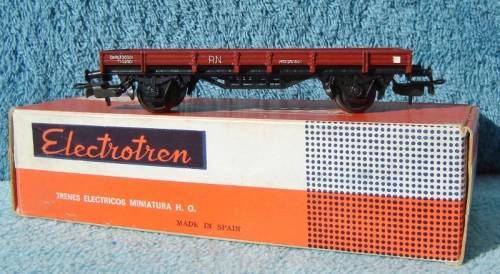 RN
Electrotren
TRENES ELECTRICOS MINIATURA H. O.
MADE IN SPAIN